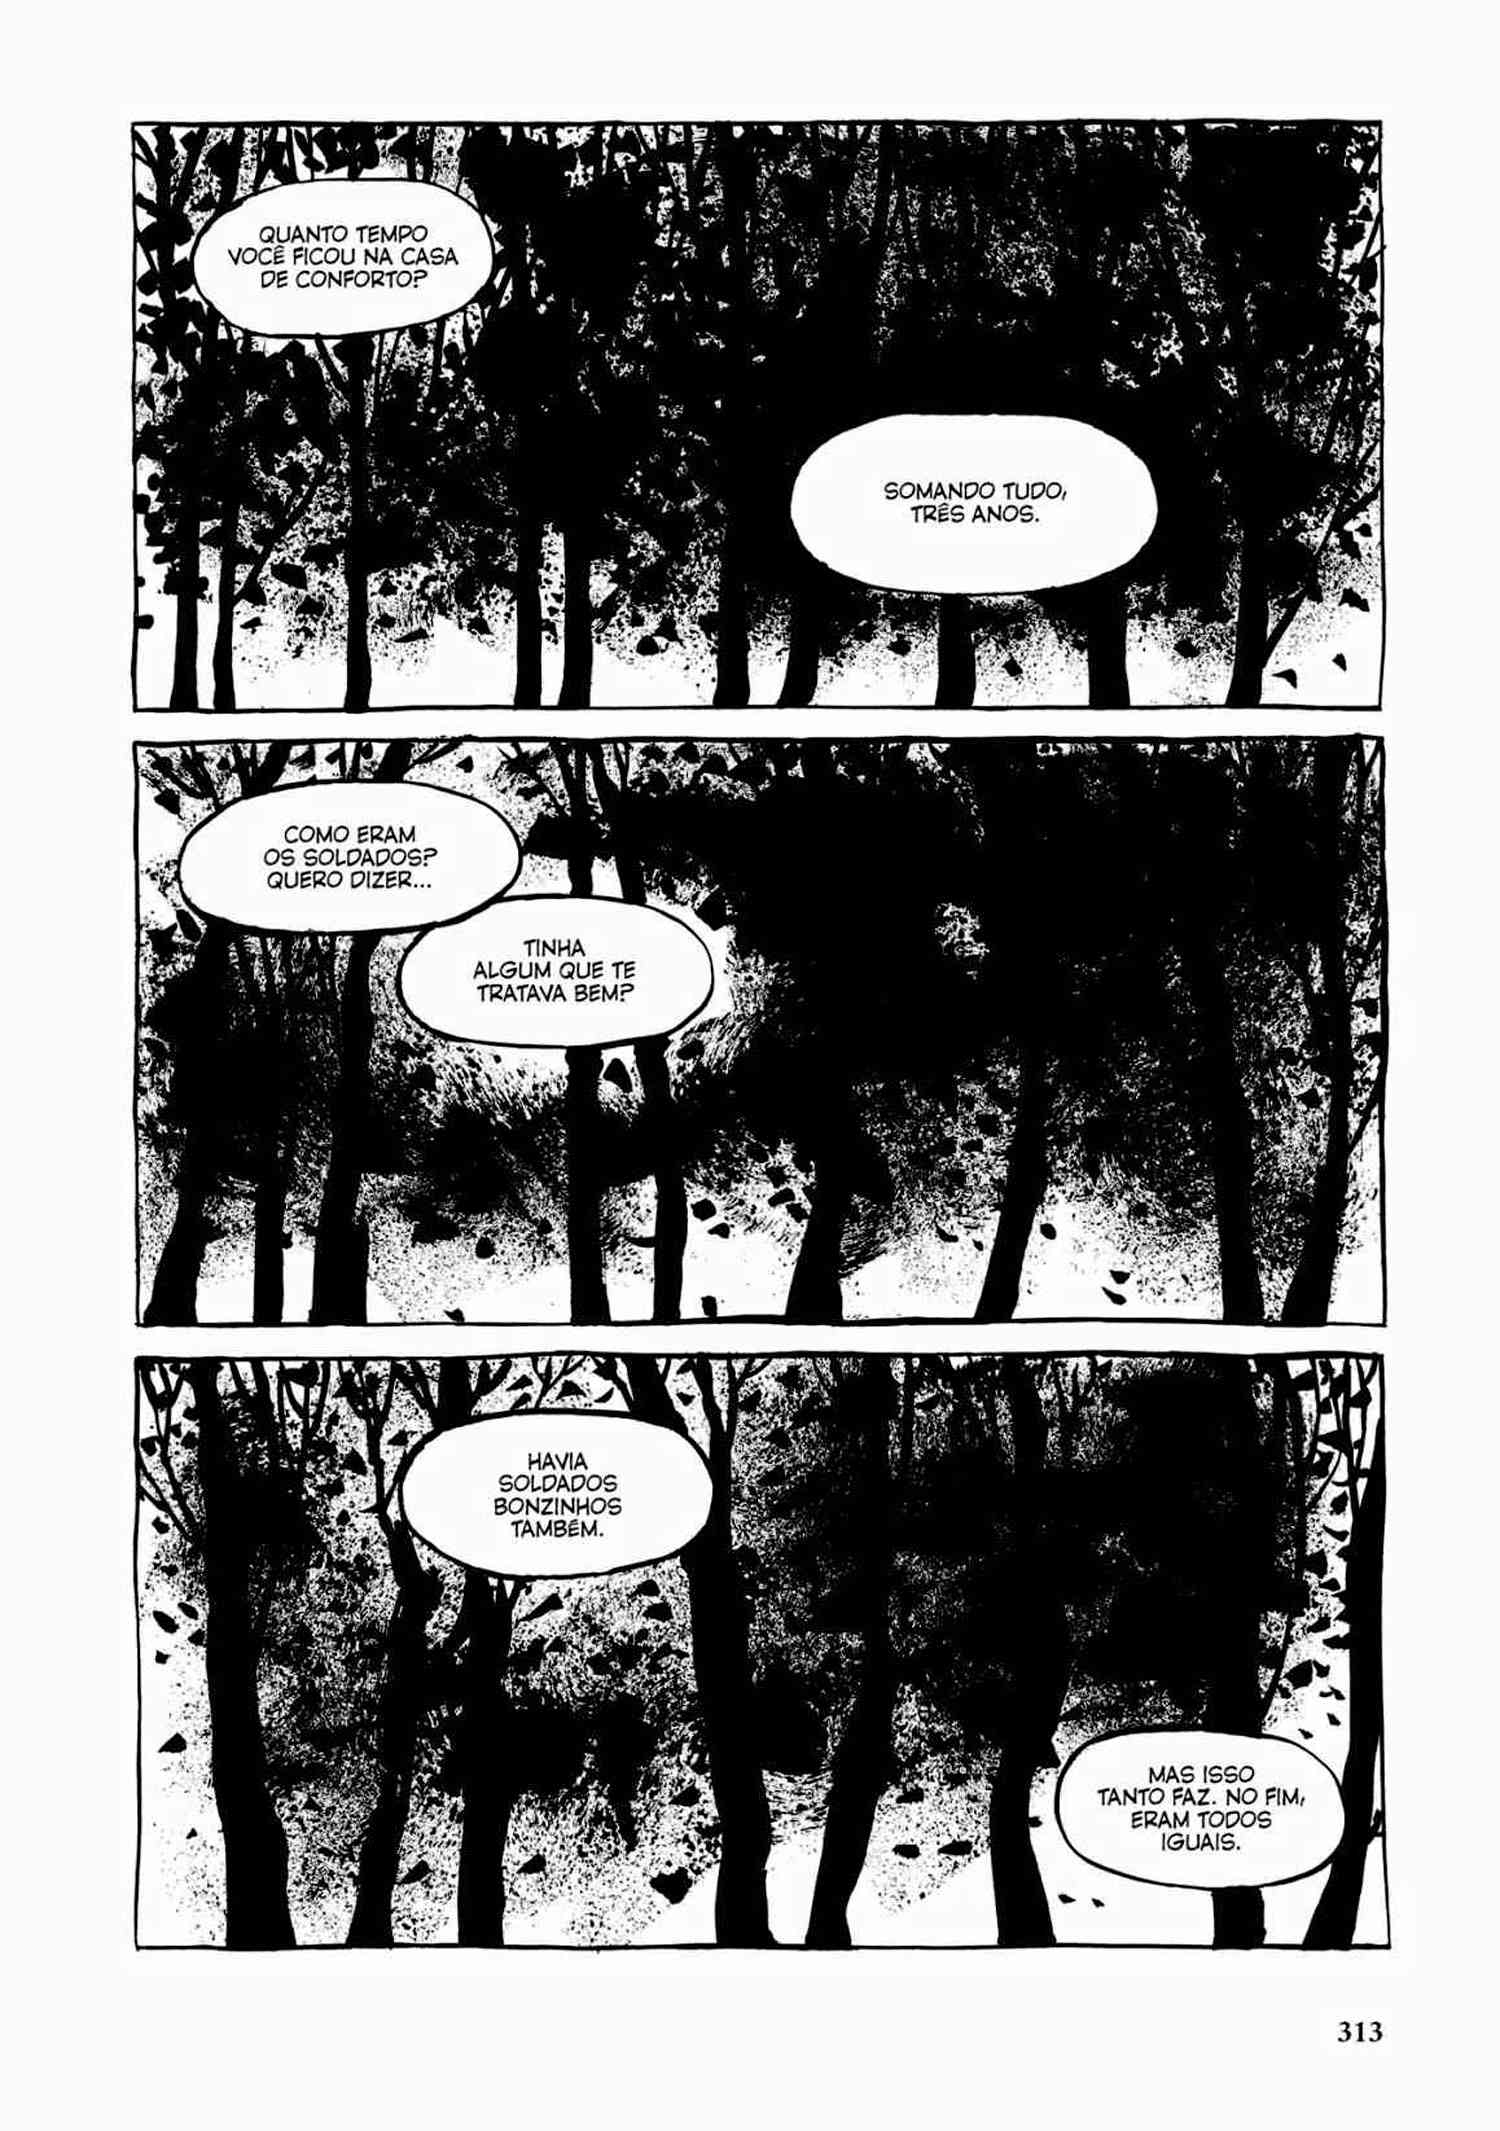 QUANTO TEMPO
VOCÊ FICOU NA CASA
DE CONFORTO?
SOMANDO TUDO,
TRÊS ANOS.
COMO ERAM
OS SOLDADOS?
QUERO DIZER...
TINHA
ALGUM QUE TE
TRATAVA BEM?
HAVIA
SOLDADOS
BONZINHOS
TAMBÉM.
MAS ISSO
TANTO FAZ. NO FIM,
ERAM TODOS
IGUAIS.
313